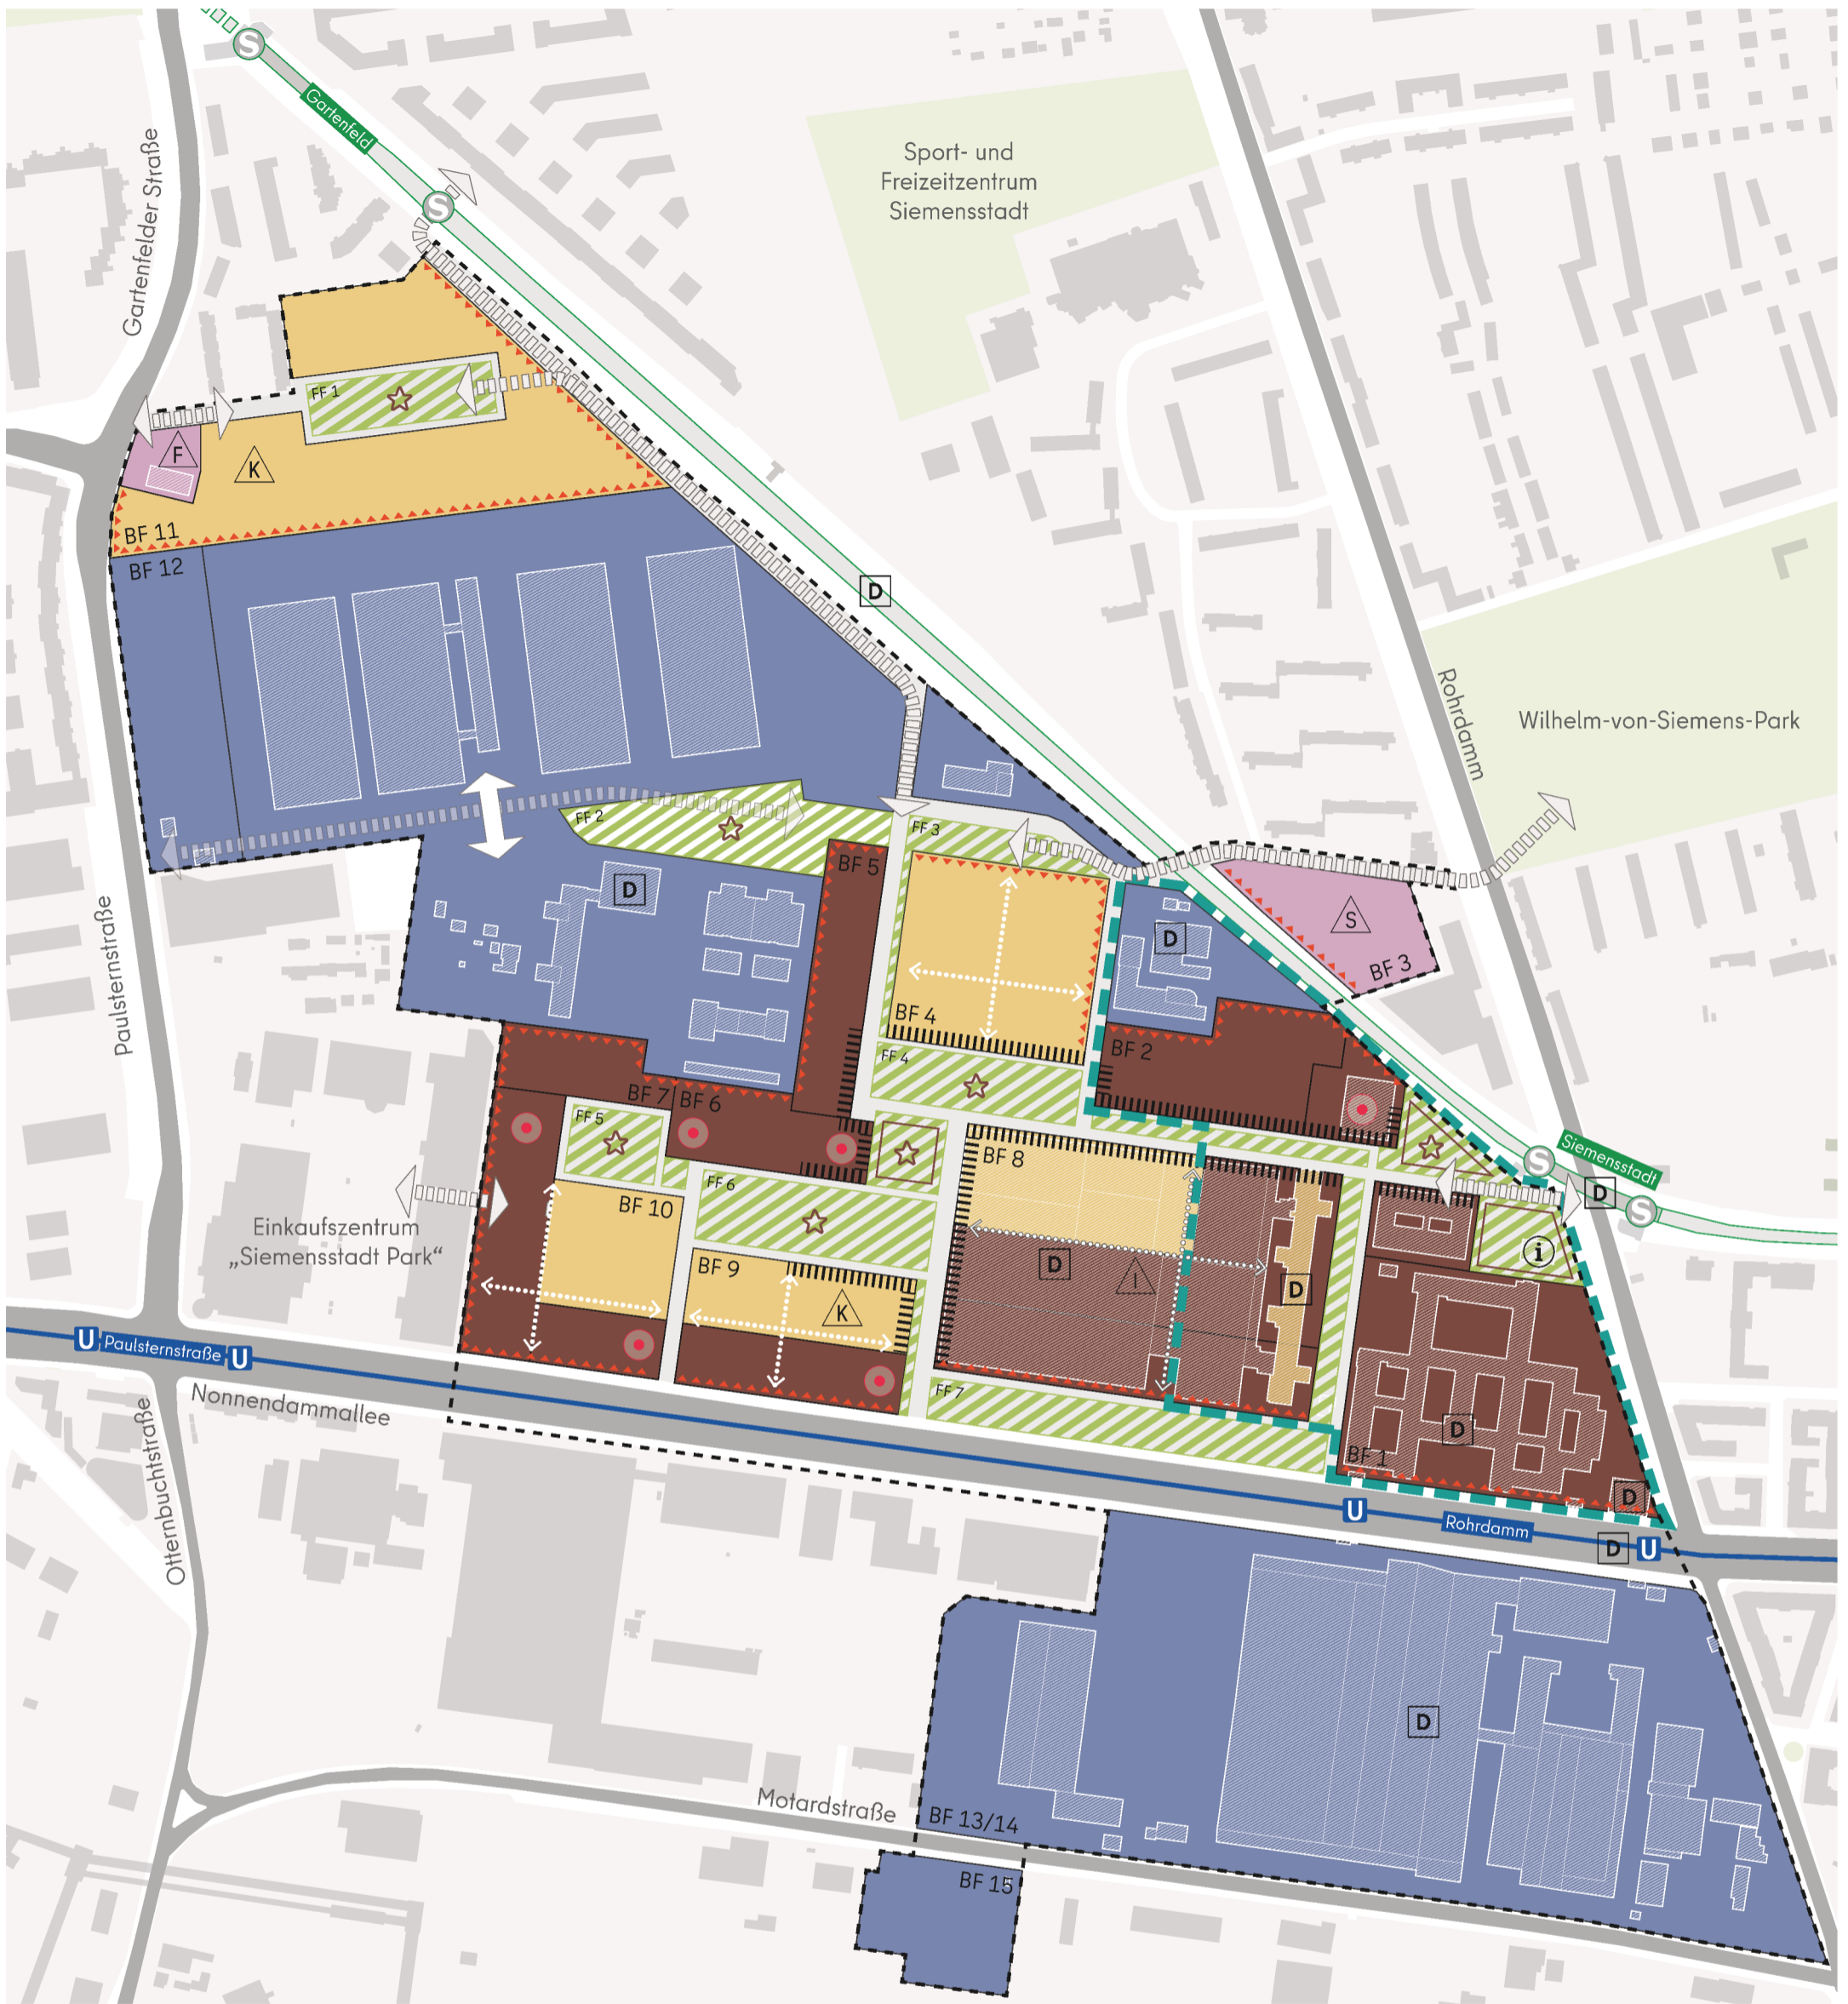 S
Gartenfeld
S
Gartenfelder Straße
Sport- und
Freizeitzentrum
Siemensstadt
FF 1
F
K
BF 11
BF 12
D
Rohrdamm
Wilhelm-von-Siemens-Park
FF 2
FF 3
BF 5
D
S
BF 3
D
BF 4
BF 2
Paulsternstraße
FF 4
BF 7
BF 6
FF 5
S
Siemensstadt
D
S
BF 8
FF 6
BF 10
Einkaufszentrum
„Siemensstadt Park“
i
D
I
D
BF 9
K
U
Paulsternstraße
U
Nonnendammallee
FF 7
D
BF 1
D
U
Rohrdamm
D
U
Ottenbuchtstraße
D
Motardstraße
BF 13/14
BF 15